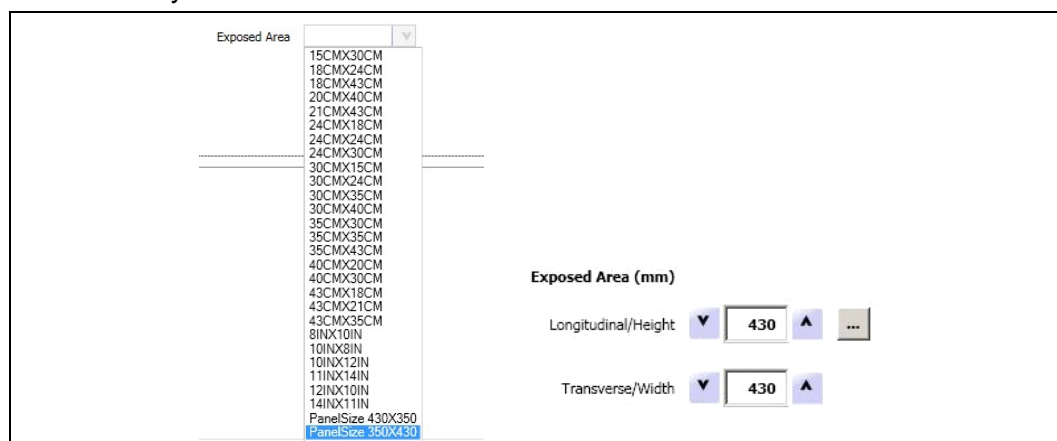 Exposed Area
15CMX30CM
18CMX24CM
18CMX43CM
20CMX40CM
21CMX43CM
24CMX18CM
24CMX24CM
24CMX30CM
30CMX15CM
30CMX24CM
30CMX35CM
30CMX40CM
35CMX30CM
35CMX35CM
35CMX43CM
40CMX20CM
40CMX30CM
43CMX18CM
43CMX21CM
43CMX35CM
8INX10IN
10INX8IN
10INX12IN
11INX14IN
12INX10IN
14INX11IN
PanelSize 430X350
PanelSize 350X430
Exposed Area (mm)
Longitudinal/Height 430 ...
Transverse/Width 430